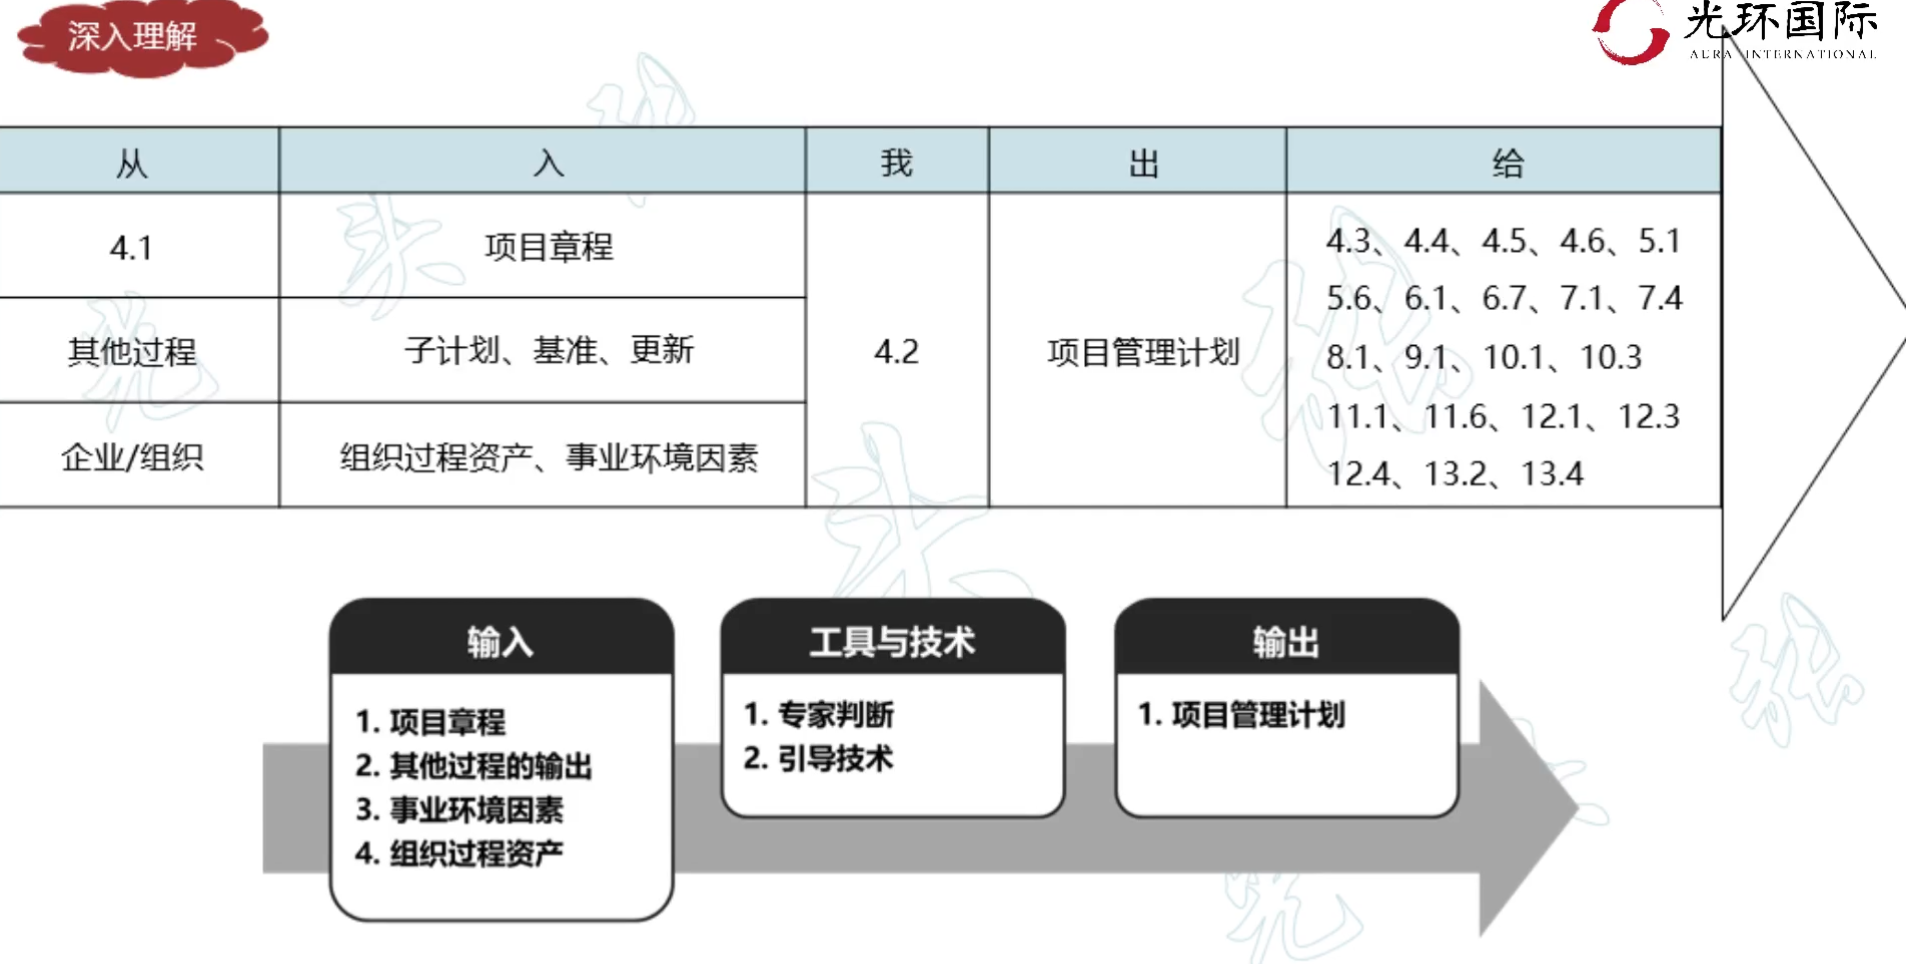 深入理解
光环国际
AURA INTERNATIONAL
从 入 我 出 给
4.1 项目章程
其他过程 子计划、基准、更新
企业/组织 组织过程资产、事业环境因素
4.2
项目管理计划
4.3、4.4、4.5、4.6、5.1
5.6、6.1、6.7、7.1、7.4
8.1、9.1、10.1、10.3
11.1、11.6、12.1、12.3
12.4、13.2、13.4
输入
1. 项目章程
2. 其他过程的输出
3. 事业环境因素
4. 组织过程资产
工具与技术
1. 专家判断
2. 引导技术
输出
1. 项目管理计划